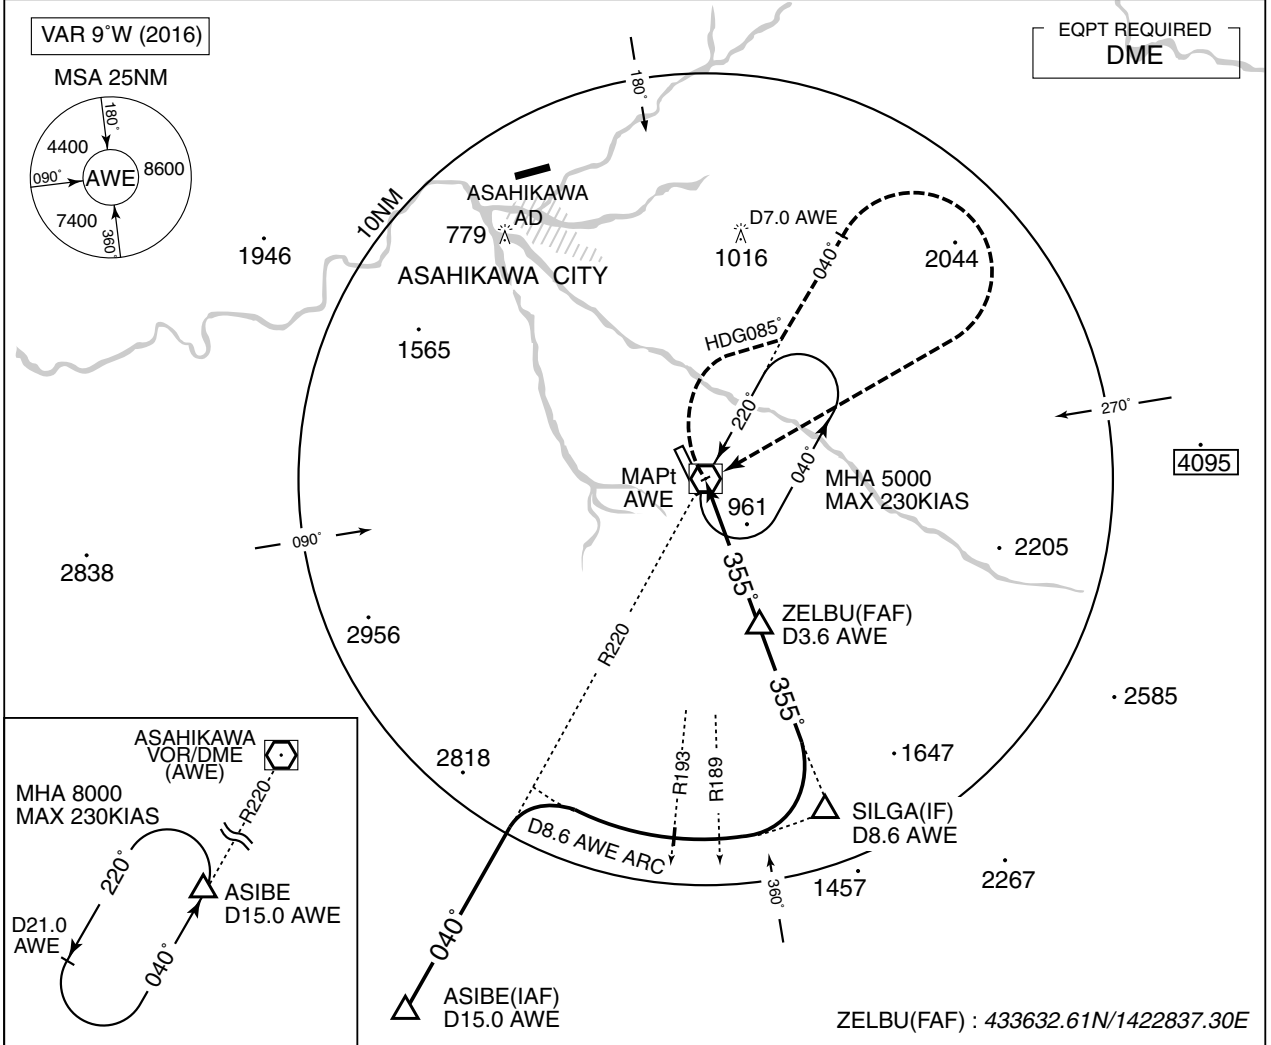 VAR 9°W (2016)
EQPT REQUIRED
DME
MSA 25NM
180°
4400
8600
090°
AWE
7400
360°
180°
10NM
ASAHIKAWA
AD
779
ASAHIKAWA CITY
1946
1565
D7.0 AWE
1016
040°
2044
HDG085°
220°
040°
270°
4095
MAPt
AWE
961
MHA 5000
MAX 230KIAS
090°
2838
2956
2205
355°
ZELBU(FAF)
D3.6 AWE
R220
355°
2585
2818
R193
R189
1647
SILGA(IF)
D8.6 AWE
D8.6 AWE ARC
360°
1457
2267
040°
ASIBE(IAF)
D15.0 AWE
ASAHIKAWA
VOR/DME
(AWE)
MHA 8000
MAX 230KIAS
R220
220°
ASIBE
D15.0 AWE
D21.0
AWE
040°
ZELBU(FAF) : 433632.61N/1422837.30E